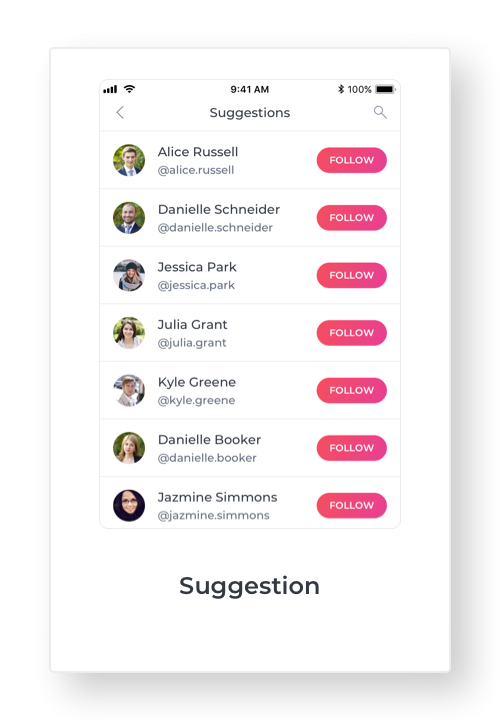 9:41 AM 100%
Suggestions
Alice Russell
@alice.russell
FOLLOW
Danielle Schneider
@danielle.schneider
FOLLOW
Jessica Park
@jessica.park
FOLLOW
Julia Grant
@julia.grant
FOLLOW
Kyle Greene
@kyle.greene
FOLLOW
Danielle Booker
@danielle.booker
FOLLOW
Jazmine Simmons
@jazmine.simmons
FOLLOW
Suggestion